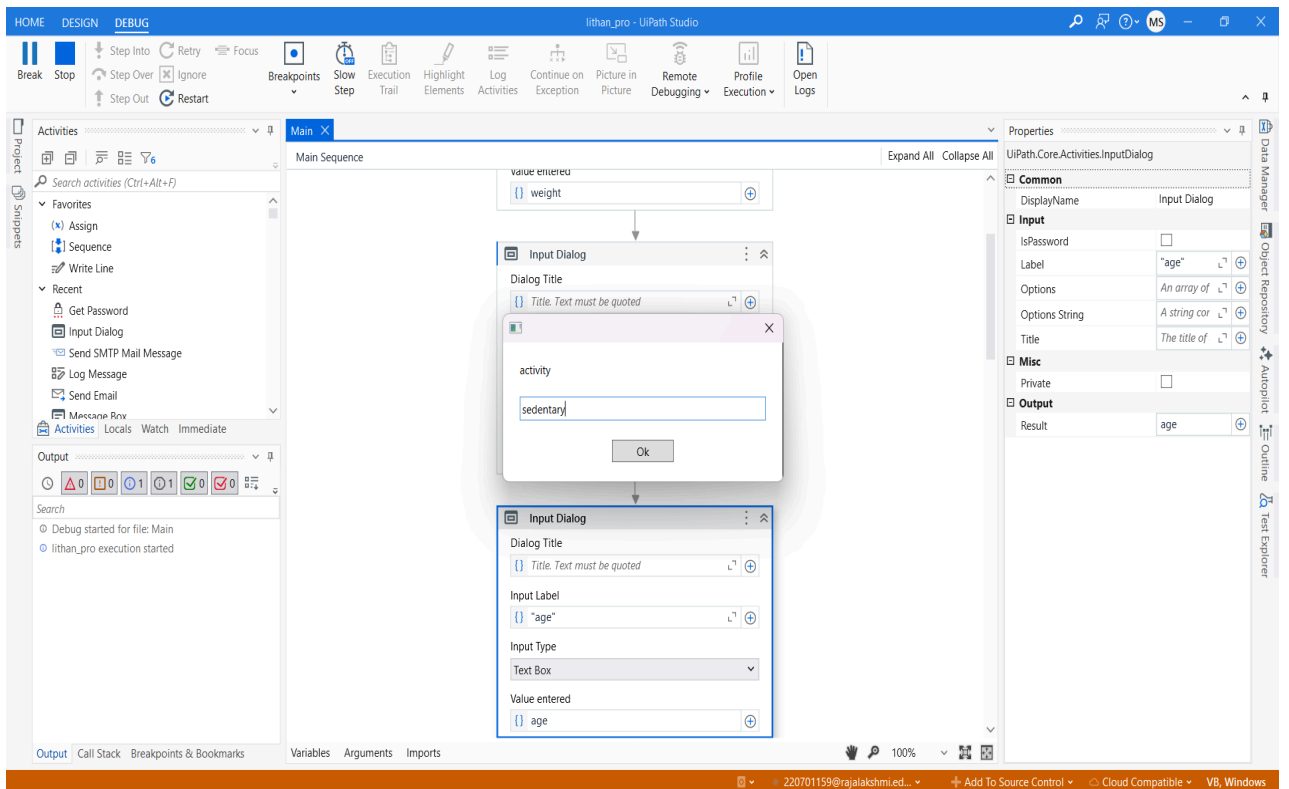 HOME DESIGN DEBUG
lithan_pro - UiPath Studio
MS
Break Stop
Step Into Retry Focus
Step Over Ignore
Step Out Restart
Breakpoints
Slow Step
Execution Trail
Highlight Elements
Log Activities
Continue on Exception
Picture in Picture
Remote Debugging
Profile Execution
Open Logs
Project
Snippets
Activities
6
Search activities (Ctrl+Alt+F)
Favorites
Assign
Sequence
Write Line
Recent
Get Password
Input Dialog
Send SMTP Mail Message
Log Message
Send Email
Message Box
Activities Locals Watch Immediate
Output
0 0 1 1 0 0
Search
Debug started for file: Main
lithan_pro execution started
Output Call Stack Breakpoints & Bookmarks
Main
Main Sequence
Expand All Collapse All
Value entered
weight
Input Dialog
Dialog Title
Title. Text must be quoted
activity
sedentary
Ok
Input Dialog
Dialog Title
Title. Text must be quoted
Input Label
"age"
Input Type
Text Box
Value entered
age
Variables Arguments Imports
100%
Properties
UiPath.Core.Activities.InputDialog
Common
DisplayName Input Dialog
Input
IsPassword
Label "age"
Options An array of
Options String A string cor
Title The title of
Misc
Private
Output
Result age
Data Manager
Object Repository
Autopilot
Outline
Test Explorer
220701159@rajalakshmi.ed...
Add To Source Control
Cloud Compatible
VB, Windows